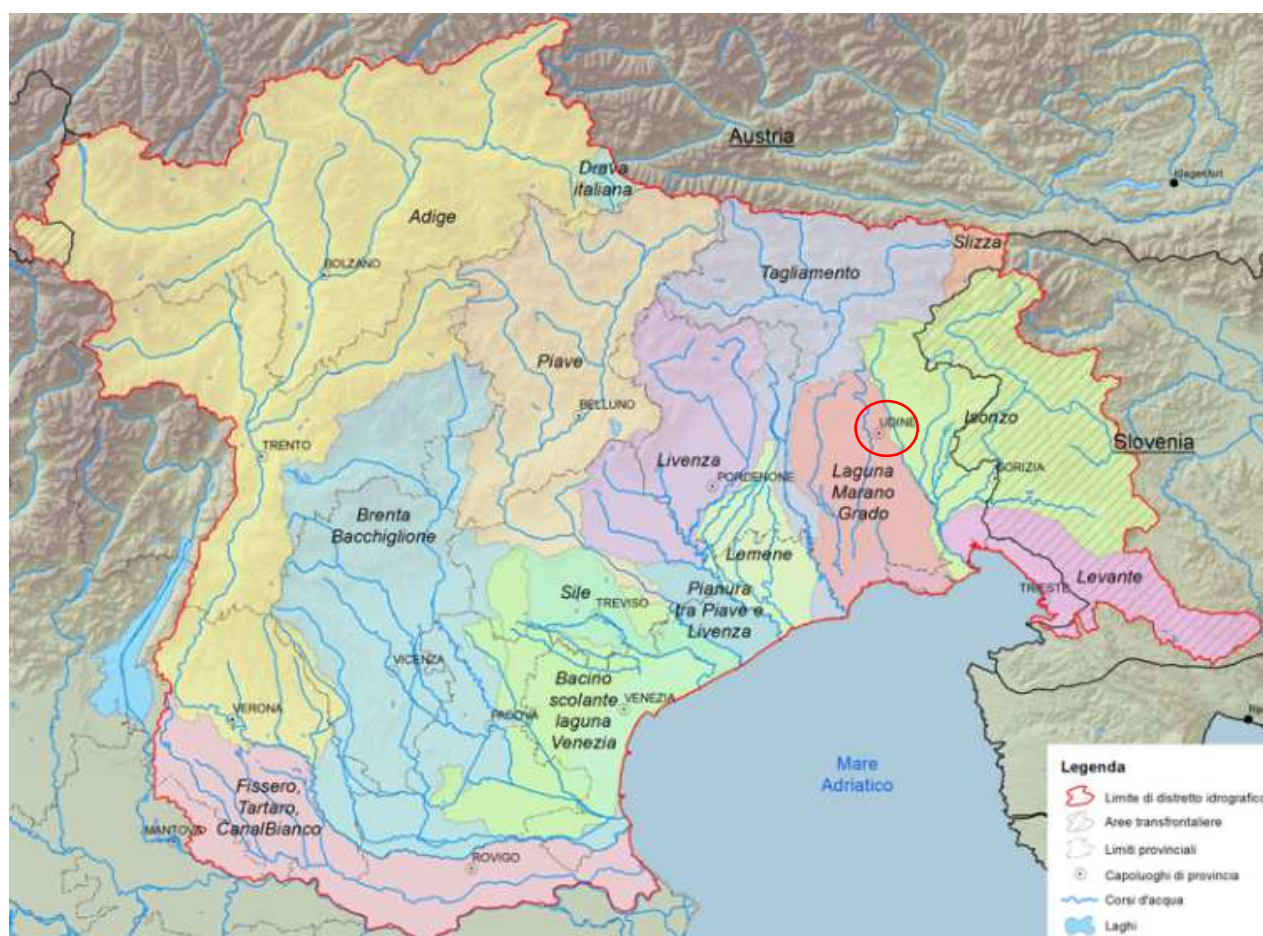 Austria
Klagenfurt
Drava
italiana
Adige
Slizza
BOLZANO
Tagliamento
Piave
BELLUNO
UDINE
Isonzo
Slovenia
TRENTO
Livenza
PORDENONE
GORIZIA
Laguna
Marano
Grado
Brenta
Bacchiglione
Lemene
Levante
TRIESTE
Sile
TREVISO
Pianura
tra Piave e
Livenza
VICENZA
Bacino
scolante
laguna
Venezia
VENEZIA
PADOVA
VERONA
Fissero,
Tartaro,
CanalBianco
MANTOVA
ROVIGO
Mare
Adriatico
Legenda
Limite di distretto idrografico
Aree transfrontaliere
Limiti provinciali
Capoluoghi di provincia
Corsi d'acqua
Laghi